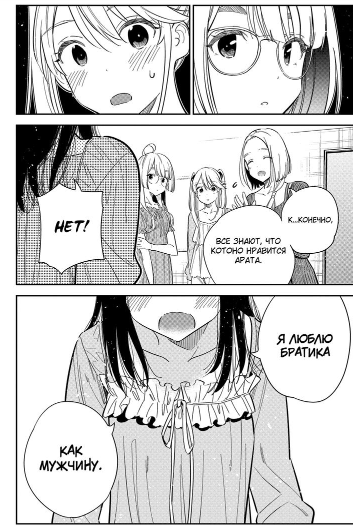 К...КОНЕЧНО,
ВСЕ ЗНАЮТ, ЧТО
КОТОНО НРАВИТСЯ
АРАТА.
НЕТ!
Я ЛЮБЛЮ
БРАТИКА
КАК
МУЖЧИНУ.